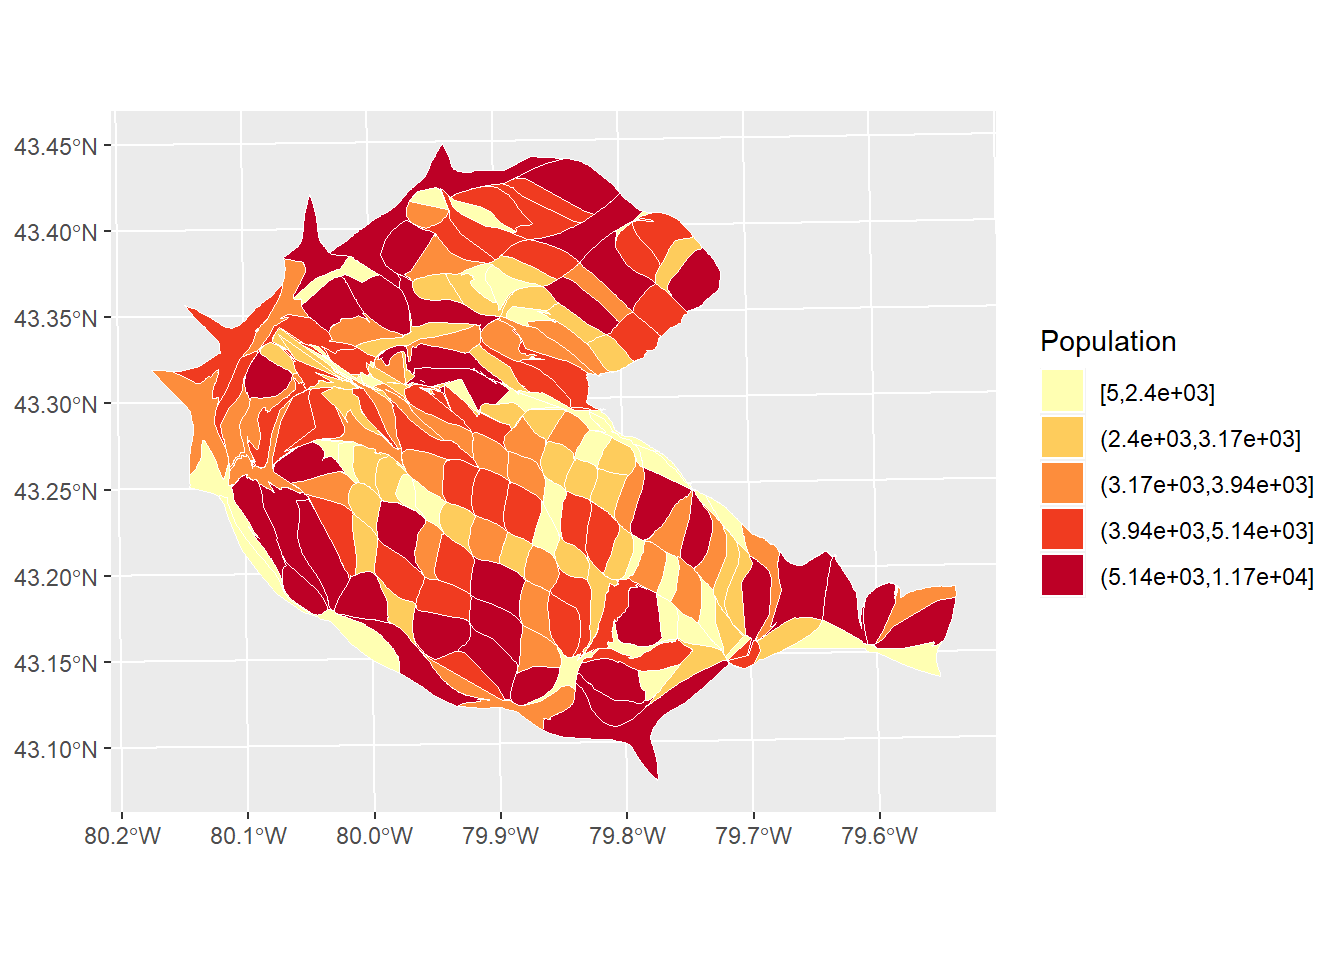 43.45°N
43.40°N
43.35°N
43.30°N
43.25°N
43.20°N
43.15°N
43.10°N
80.2°W 80.1°W 80.0°W 79.9°W 79.8°W 79.7°W 79.6°W
Population
[5,2.4e+03]
(2.4e+03,3.17e+03]
(3.17e+03,3.94e+03]
(3.94e+03,5.14e+03]
(5.14e+03,1.17e+04]